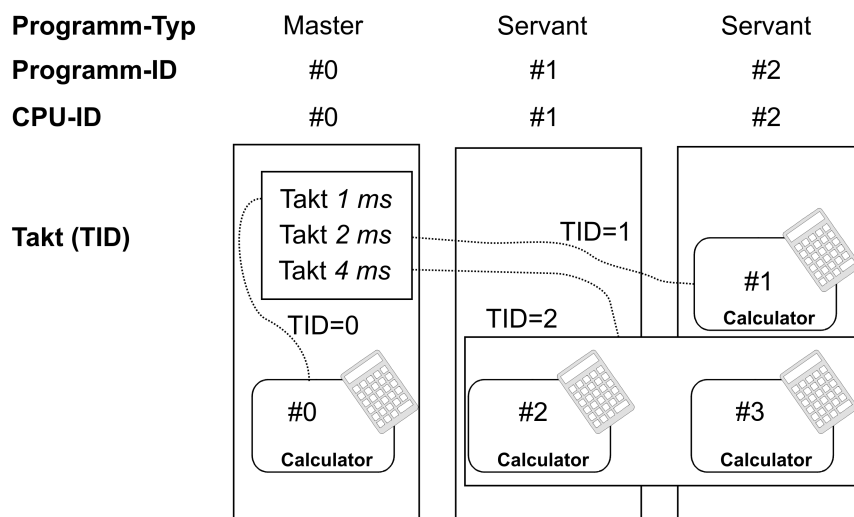 Programm-Typ Master Servant Servant
Programm-ID #0 #1 #2
CPU-ID #0 #1 #2
Takt (TID)
Takt 1 ms
Takt 2 ms
Takt 4 ms
TID=1
#1
Calculator
TID=0
TID=2
#0
Calculator
#2
Calculator
#3
Calculator